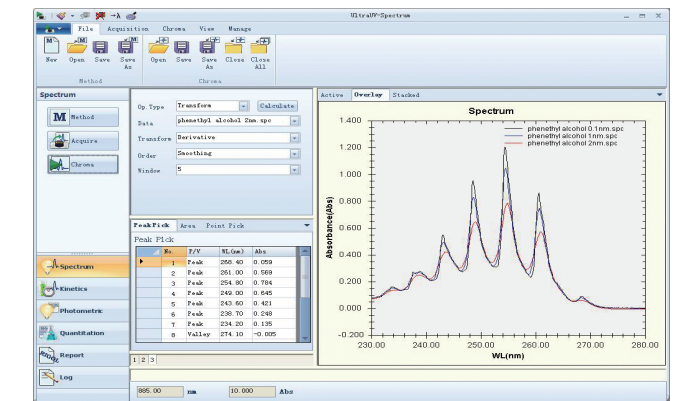 UltraUV-Spectrum
File Acquisition Chroma View Manage
New Open Save Save As Open Save Save As Close Close All
Method Chroma
Spectrum
Method
Acquire
Chroma
Op. Type Transform Calculate
Data phenethyl alcohol 2nm.spc
Transform Derivative
Order Smoothing
Window 5
PeakPick Area Point Pick
Peak Pick
No. P/V WL(nm) Abs
1 Peak 268.40 0.059
2 Peak 261.00 0.569
3 Peak 254.80 0.784
4 Peak 249.00 0.645
5 Peak 243.60 0.421
6 Peak 238.70 0.248
7 Peak 234.20 0.135
8 Valley 274.10 -0.005
1 2 3
Active Overlay Stacked
Spectrum
phenethyl alcohol 0.1nm.spc
phenethyl alcohol 1nm.spc
phenethyl alcohol 2nm.spc
Absorbance(Abs)
1.400
1.200
1.000
0.800
0.600
0.400
0.200
0.000
-0.200
230.00 240.00 250.00 260.00 270.00 280.00
WL(nm)
Spectrum
Kinetics
Photometric
Quantitation
Report
Log
885.00 nm 10.000 Abs